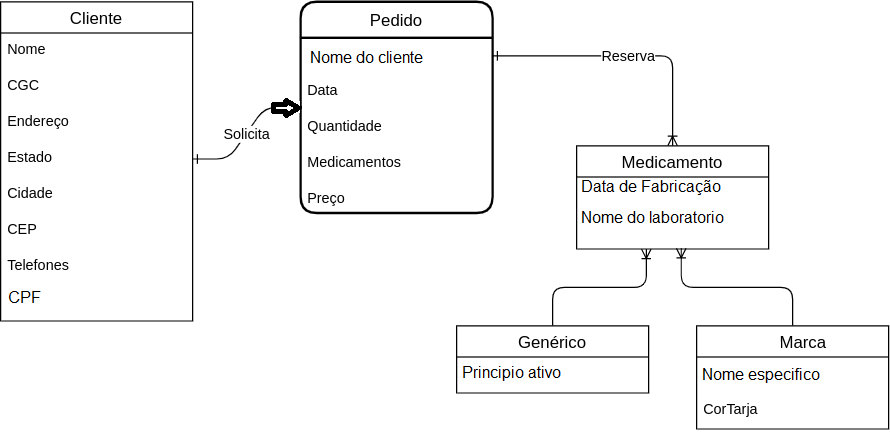 Cliente
Nome
CGC
Endereço
Estado
Cidade
CEP
Telefones
CPF
Solicita
Pedido
Nome do cliente
Data
Quantidade
Medicamentos
Preço
Reserva
Medicamento
Data de Fabricação
Nome do laboratorio
Genérico
Principio ativo
Marca
Nome especifico
CorTarja